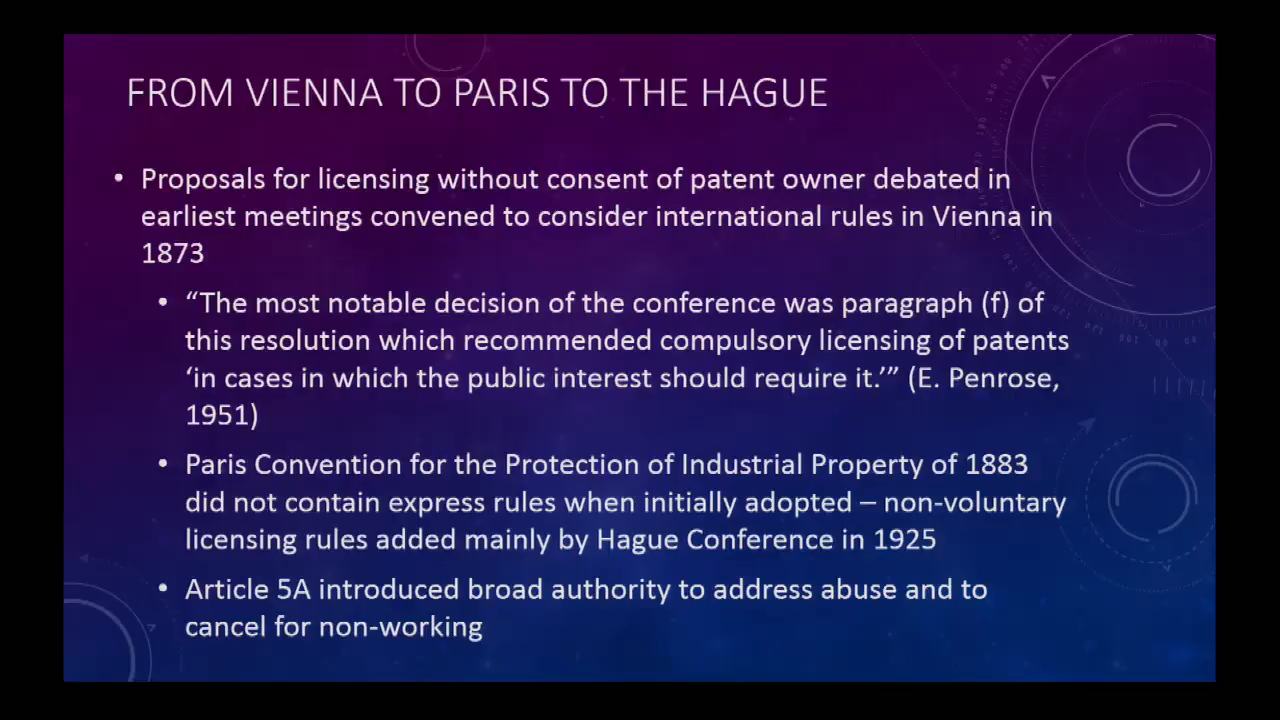 FROM VIENNA TO PARIS TO THE HAGUE
• Proposals for licensing without consent of patent owner debated in
earliest meetings convened to consider international rules in Vienna in
1873
• “The most notable decision of the conference was paragraph (f) of
this resolution which recommended compulsory licensing of patents
‘in cases in which the public interest should require it.’” (E. Penrose,
1951)
• Paris Convention for the Protection of Industrial Property of 1883
did not contain express rules when initially adopted – non-voluntary
licensing rules added mainly by Hague Conference in 1925
• Article 5A introduced broad authority to address abuse and to
cancel for non-working